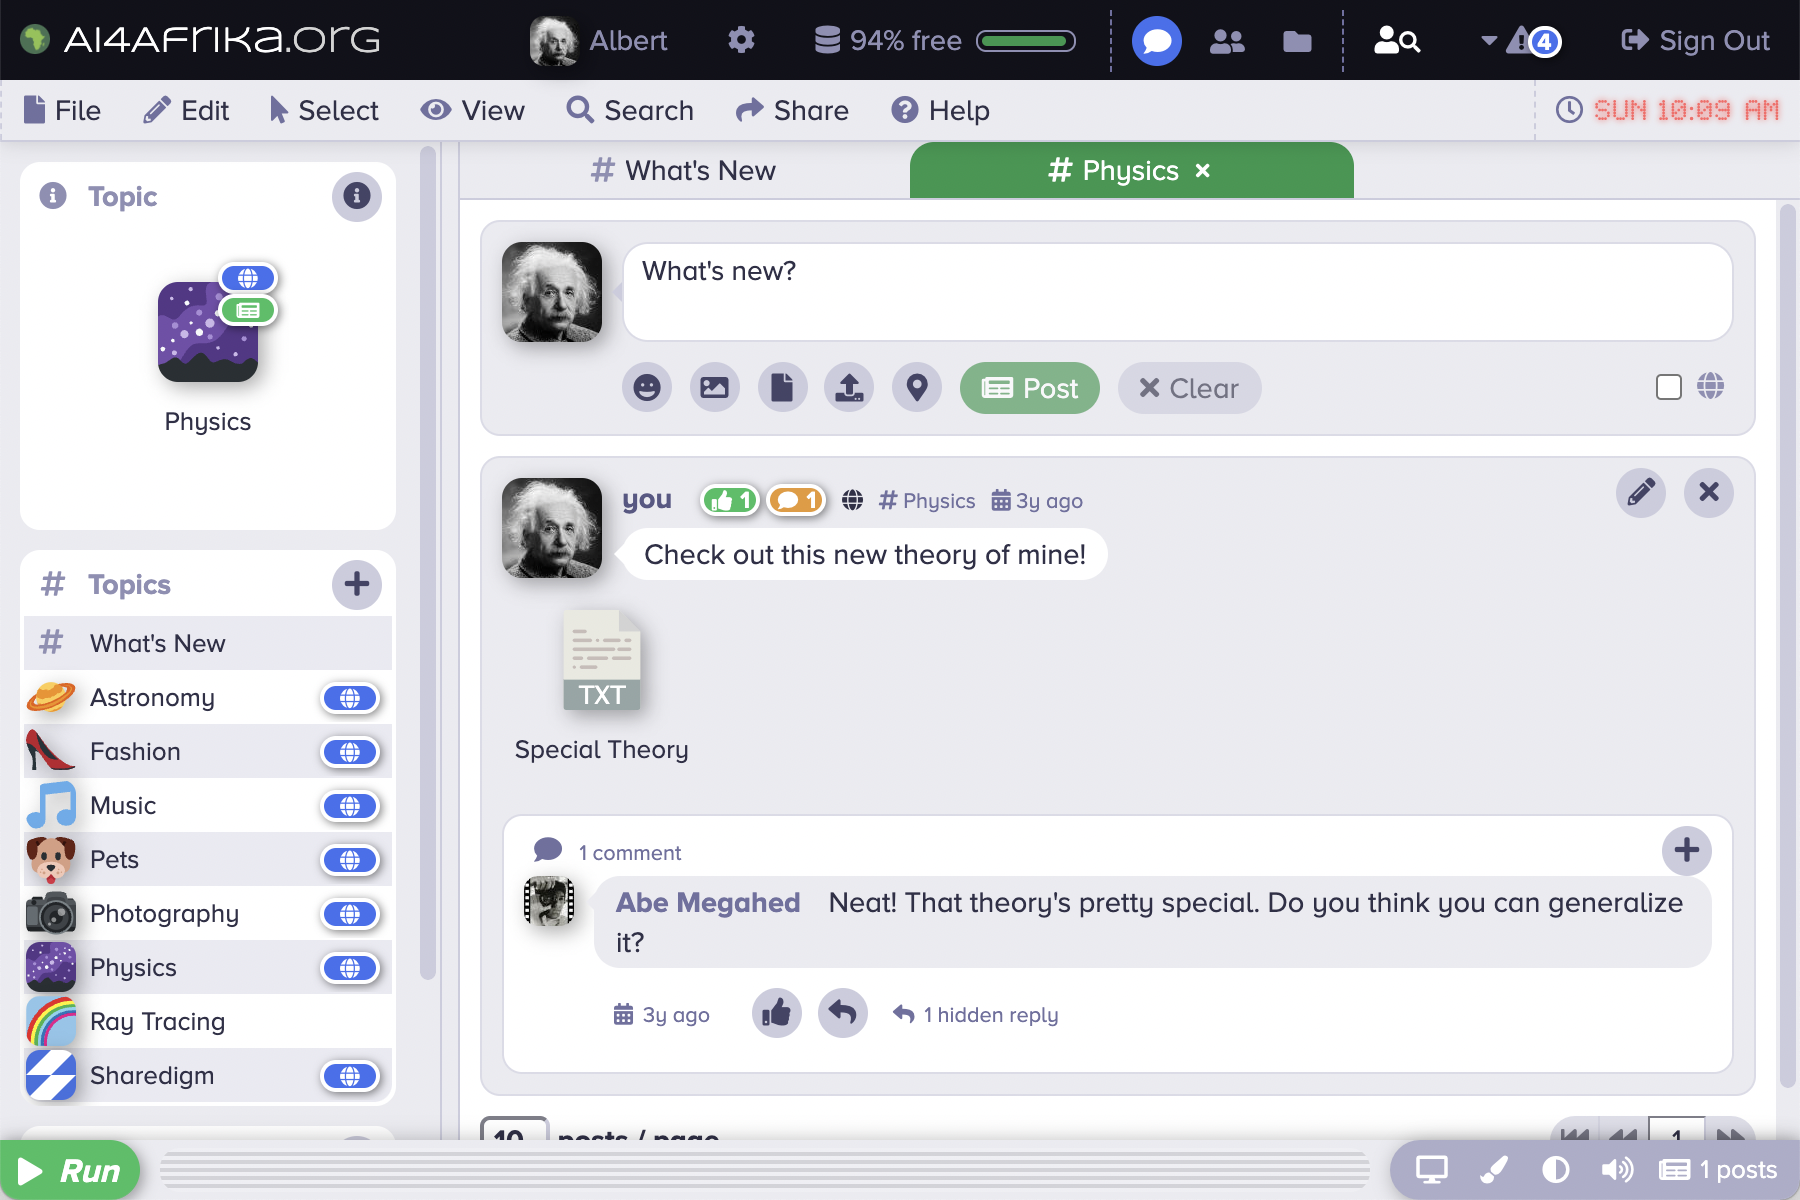 AI4AFRIKA.ORG
Albert
94% free
4
Sign Out
File
Edit
Select
View
Search
Share
Help
SUN 10:09 AM
Topic
Physics
# Topics
# What's New
Astronomy
Fashion
Music
Pets
Photography
Physics
Ray Tracing
Sharedigm
# What's New
# Physics ×
What's new?
Post
Clear
you 1 1 # Physics 3y ago
Check out this new theory of mine!
TXT
Special Theory
1 comment
Abe Megahed Neat! That theory's pretty special. Do you think you can generalize
it?
3y ago
1 hidden reply
10 posts / page
1
Run
1 posts